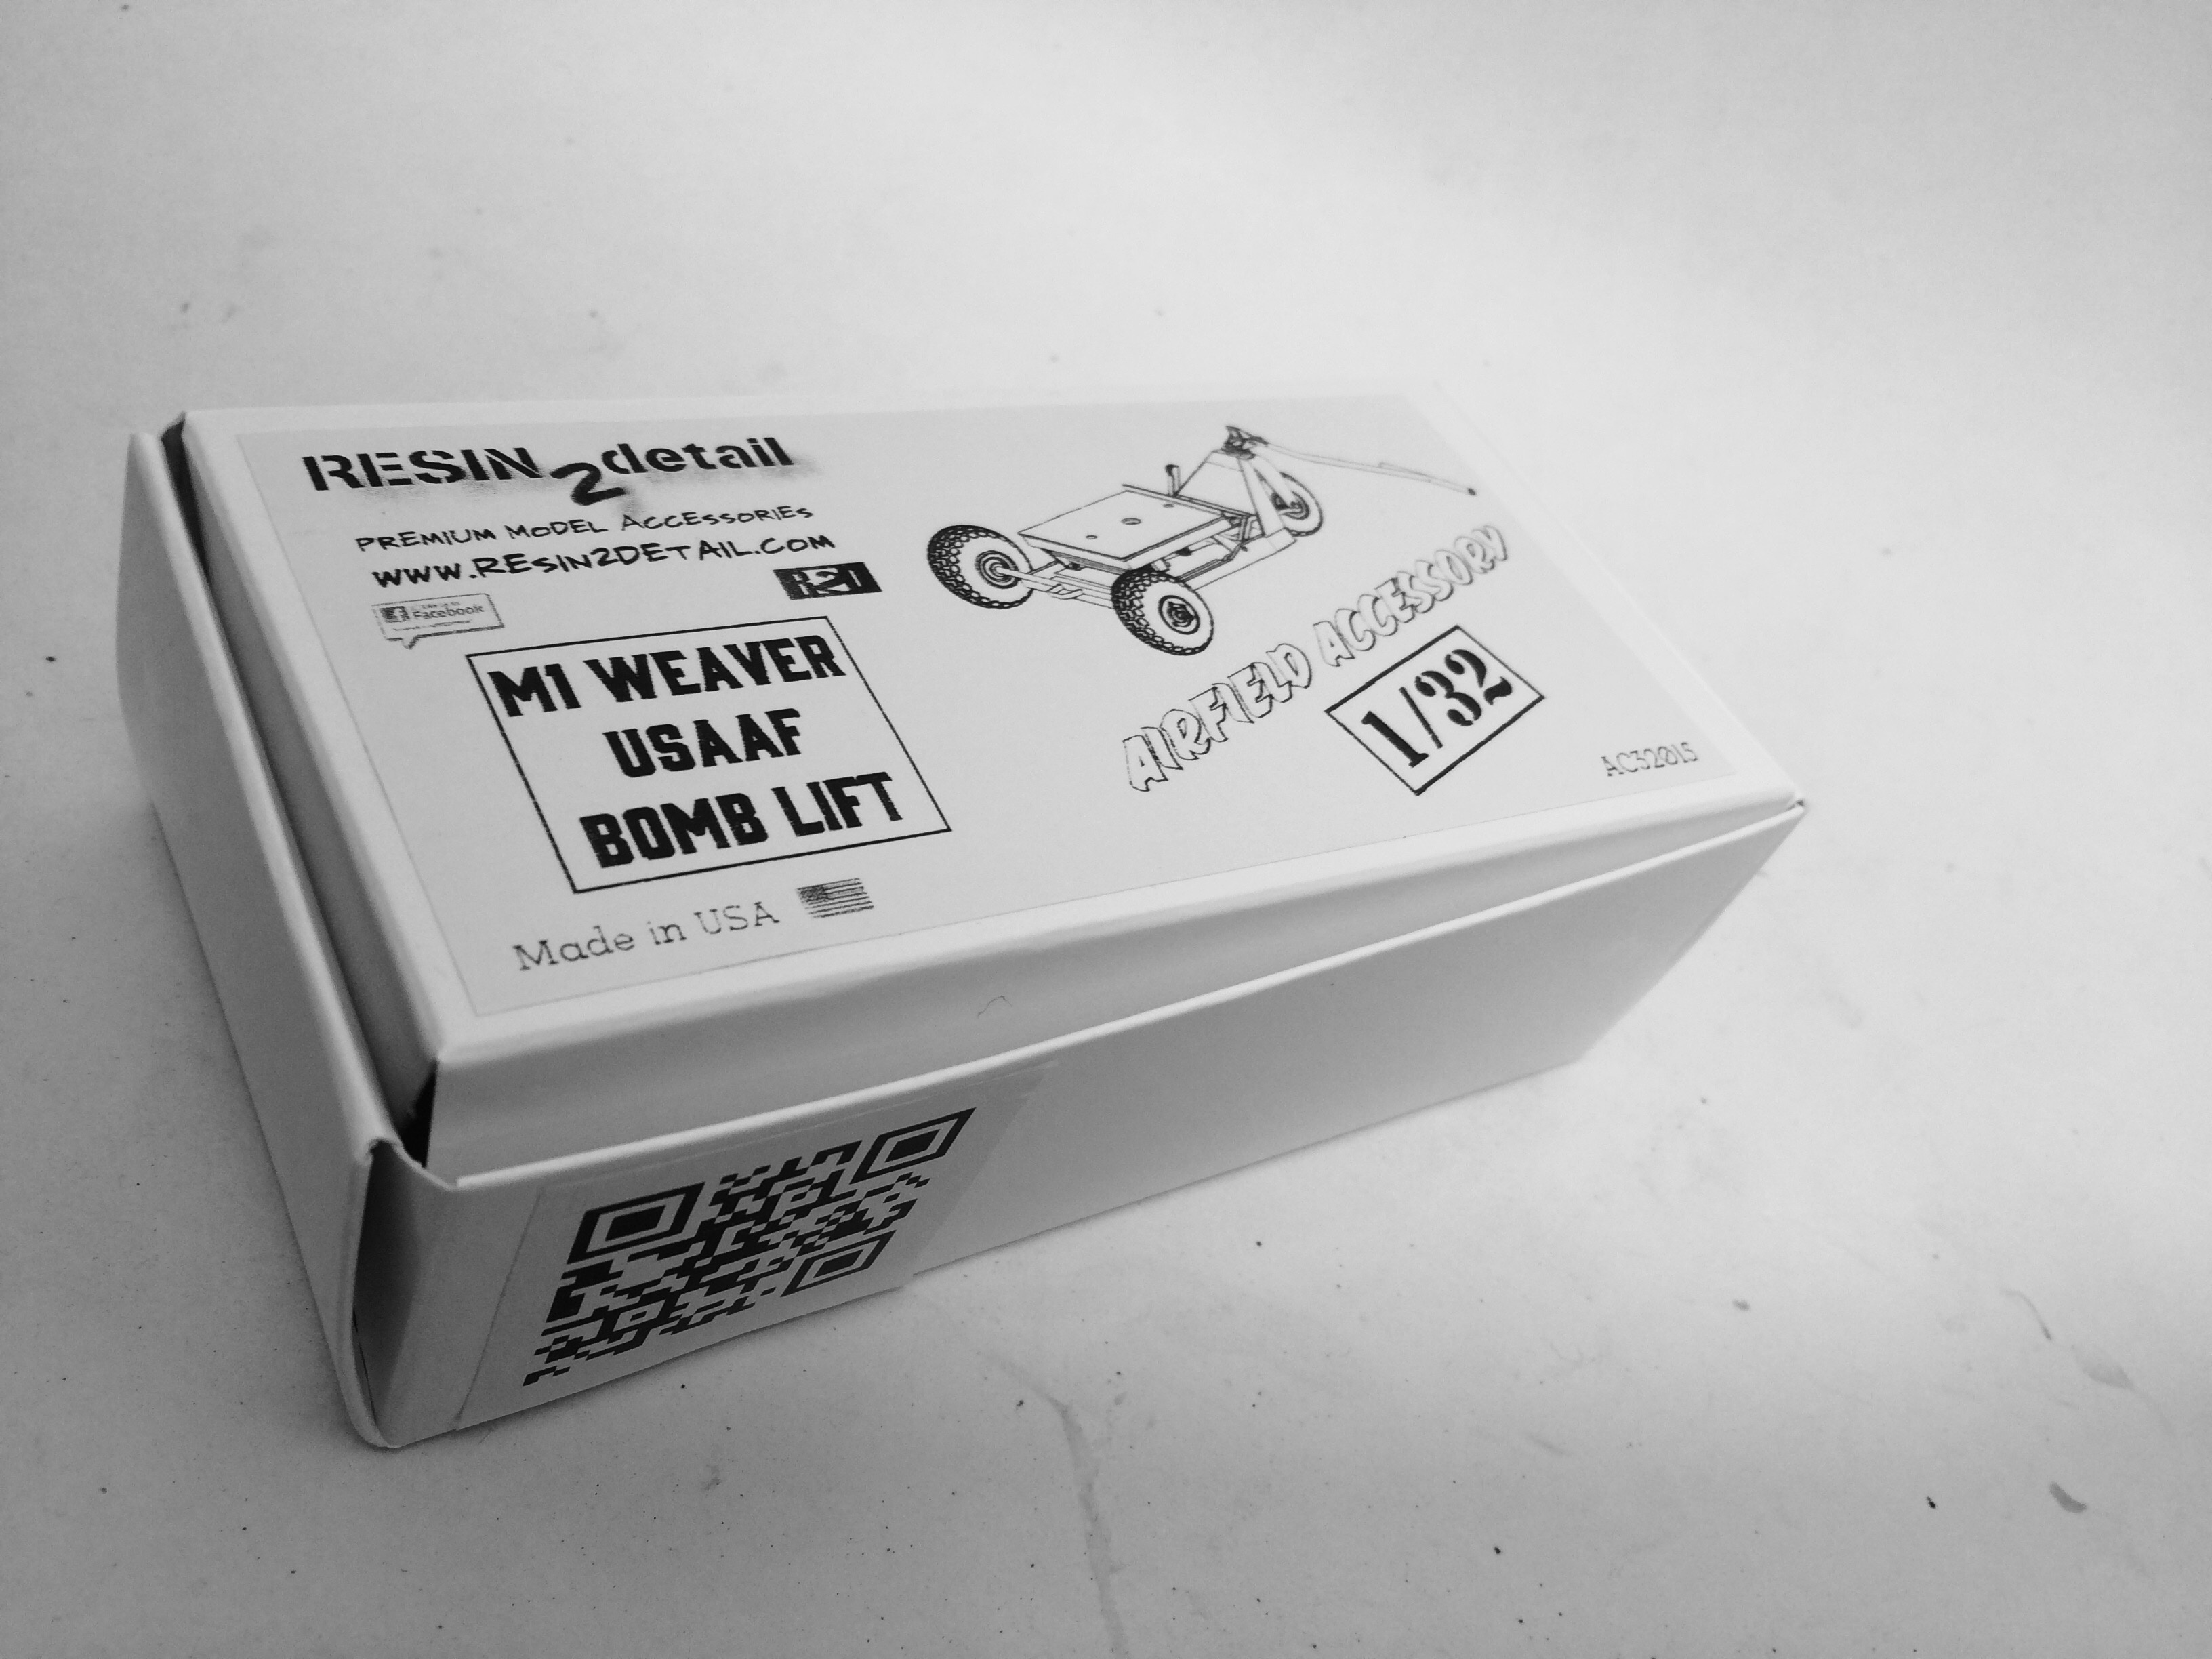 RESIN2detail
PREMIUM MODEL ACCESSORIES
WWW.RESIN2DETAIL.COM
R2D
Facebook
M1 WEAVER
USAAF
BOMB LIFT
Made in USA
AIRFIELD ACCESSORY
1/32
AC32015